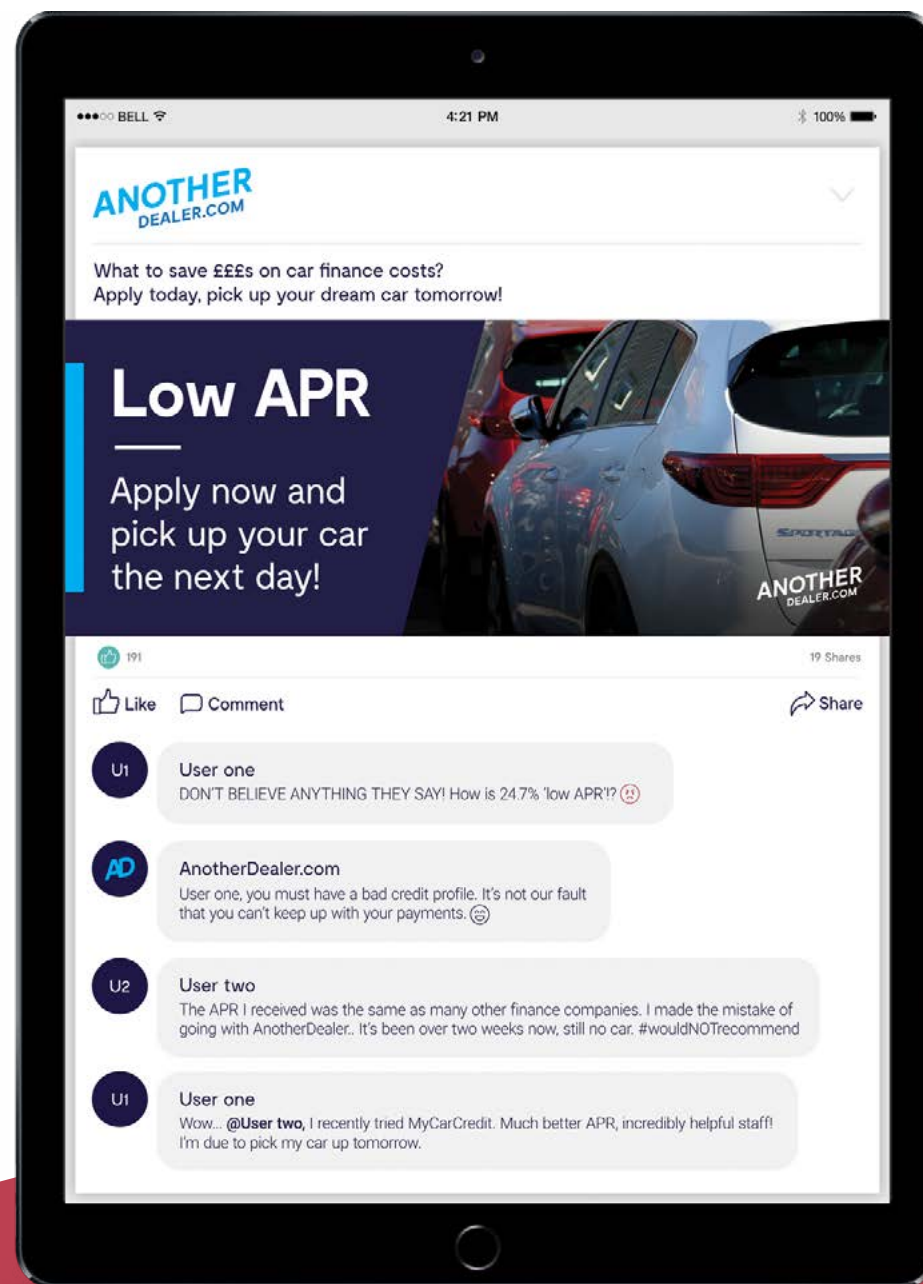 BELL
4:21 PM
100%
ANOTHER
DEALER.COM
What to save £££s on car finance costs?
Apply today, pick up your dream car tomorrow!
Low APR
Apply now and
pick up your car
the next day!
SPORTAGE
ANOTHER
DEALER.COM
191
19 Shares
Like
Comment
Share
U1
User one
DON'T BELIEVE ANYTHING THEY SAY! How is 24.7% 'low APR'!?
AD
AnotherDealer.com
User one, you must have a bad credit profile. It's not our fault
that you can't keep up with your payments.
U2
User two
The APR I received was the same as many other finance companies. I made the mistake of
going with AnotherDealer.. It's been over two weeks now, still no car. #wouldNOTrecommend
U1
User one
Wow... @User two, I recently tried MyCarCredit. Much better APR, incredibly helpful staff!
I'm due to pick my car up tomorrow.